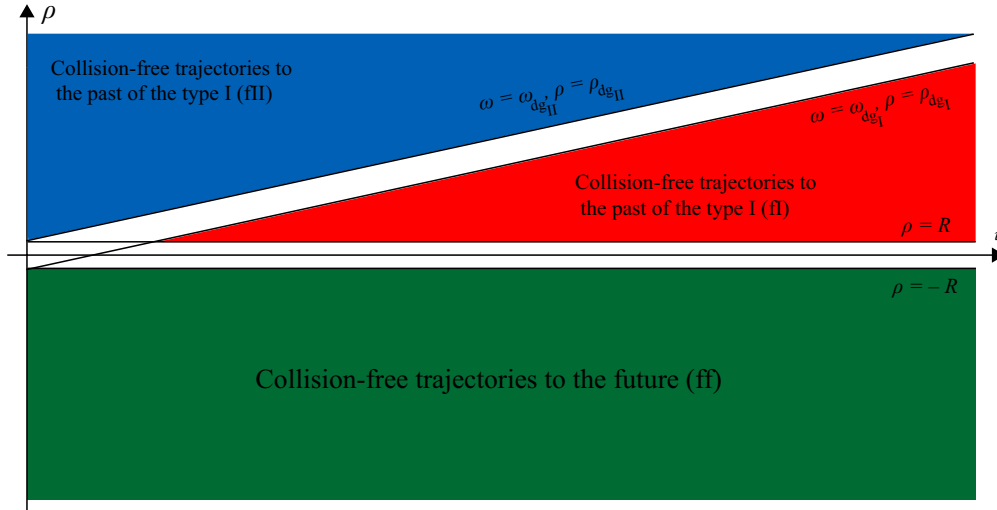 ρ
Collision-free trajectories to
the past of the type I (fII)
ω = ω_dg_II, ρ = ρ_dg_II
ω = ω_dg_I, ρ = ρ_dg_I
Collision-free trajectories to
the past of the type I (fI)
ρ = R
ρ = – R
Collision-free trajectories to the future (ff)